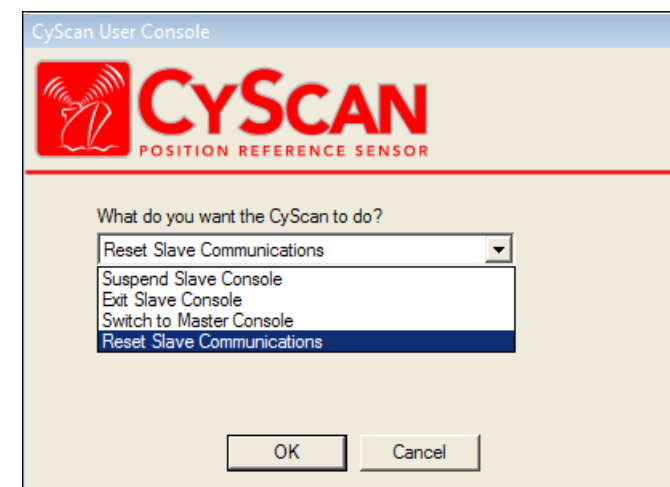 CyScan User Console
CYSCAN
POSITION REFERENCE SENSOR
What do you want the CyScan to do?
Reset Slave Communications
Suspend Slave Console
Exit Slave Console
Switch to Master Console
Reset Slave Communications
OK Cancel